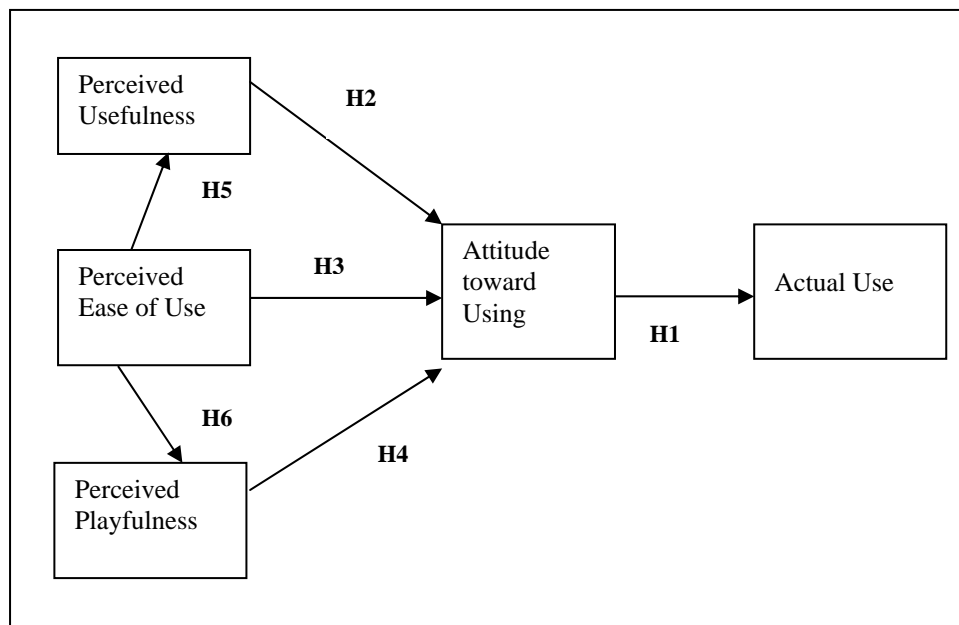 Perceived
Usefulness
H2
H5
Perceived
Ease of Use
H3
Attitude
toward
Using
H1
Actual Use
H6
H4
Perceived
Playfulness